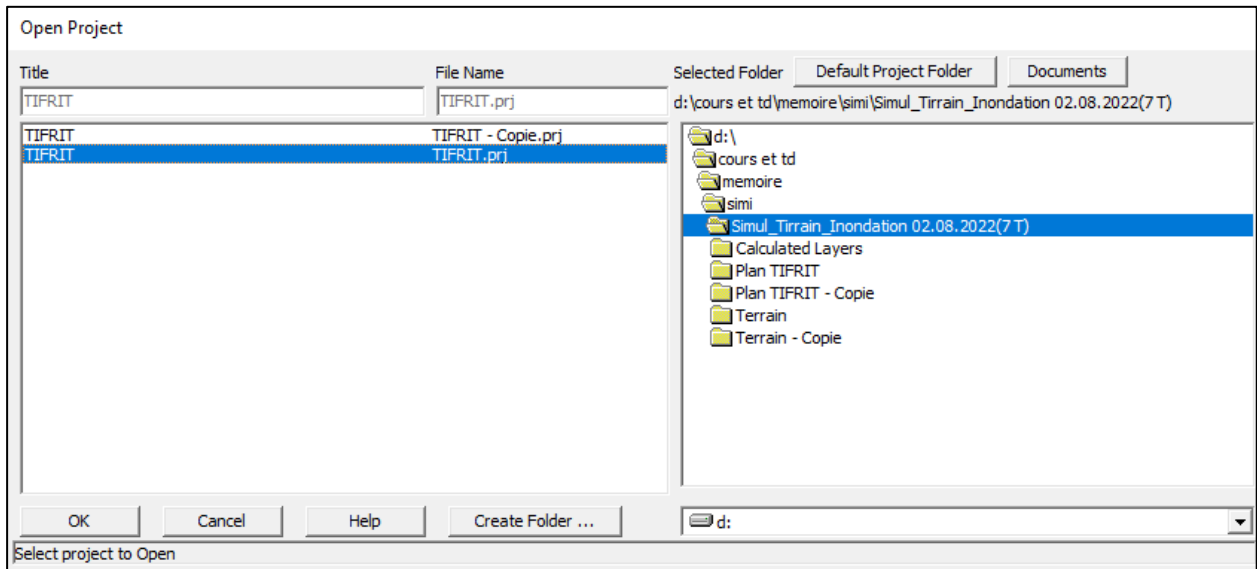 Open Project
Title File Name Selected Folder Default Project Folder Documents
TIFRIT TIFRIT.prj d:\cours et td\memoire\simi\Simul_Tirrain_Inondation 02.08.2022(7 T)
TIFRIT TIFRIT - Copie.prj
TIFRIT TIFRIT.prj
d:\
cours et td
memoire
simi
Simul_Tirrain_Inondation 02.08.2022(7 T)
Calculated Layers
Plan TIFRIT
Plan TIFRIT - Copie
Terrain
Terrain - Copie
OK Cancel Help Create Folder ... d:
Select project to Open